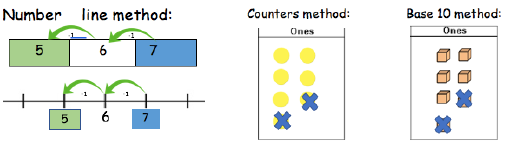 Number line method:
Counters method:
Base 10 method:
-1 -1
5 6 7
-1 -1
5 6 7
Ones
Ones